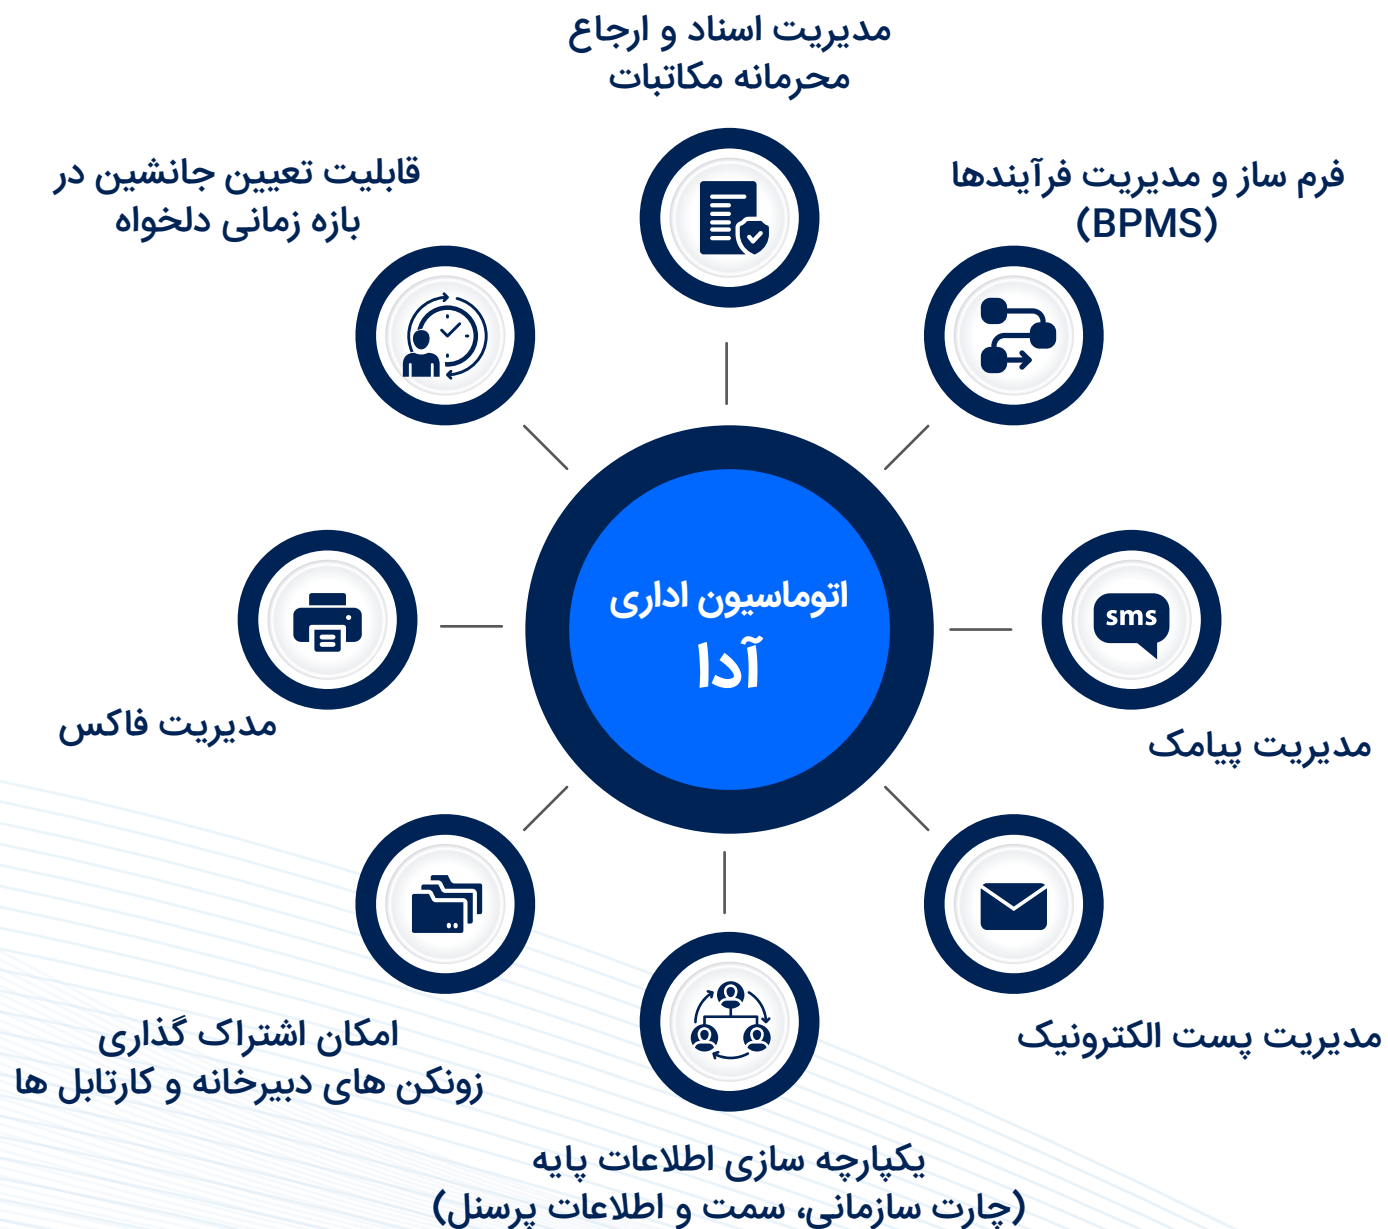 مدیریت اسناد و ارجاع
محرمانه مکاتبات
فرم ساز و مدیریت فرآیندها
(BPMS)
قابلیت تعیین جانشین در
بازه زمانی دلخواه
اتوماسیون اداری
آدا
sms
مدیریت پیامک
مدیریت فاکس
مدیریت پست الکترونیک
امکان اشتراک گذاری
زونکن های دبیرخانه و کارتابل ها
یکپارچه سازی اطلاعات پایه
(چارت سازمانی، سمت و اطلاعات پرسنل)